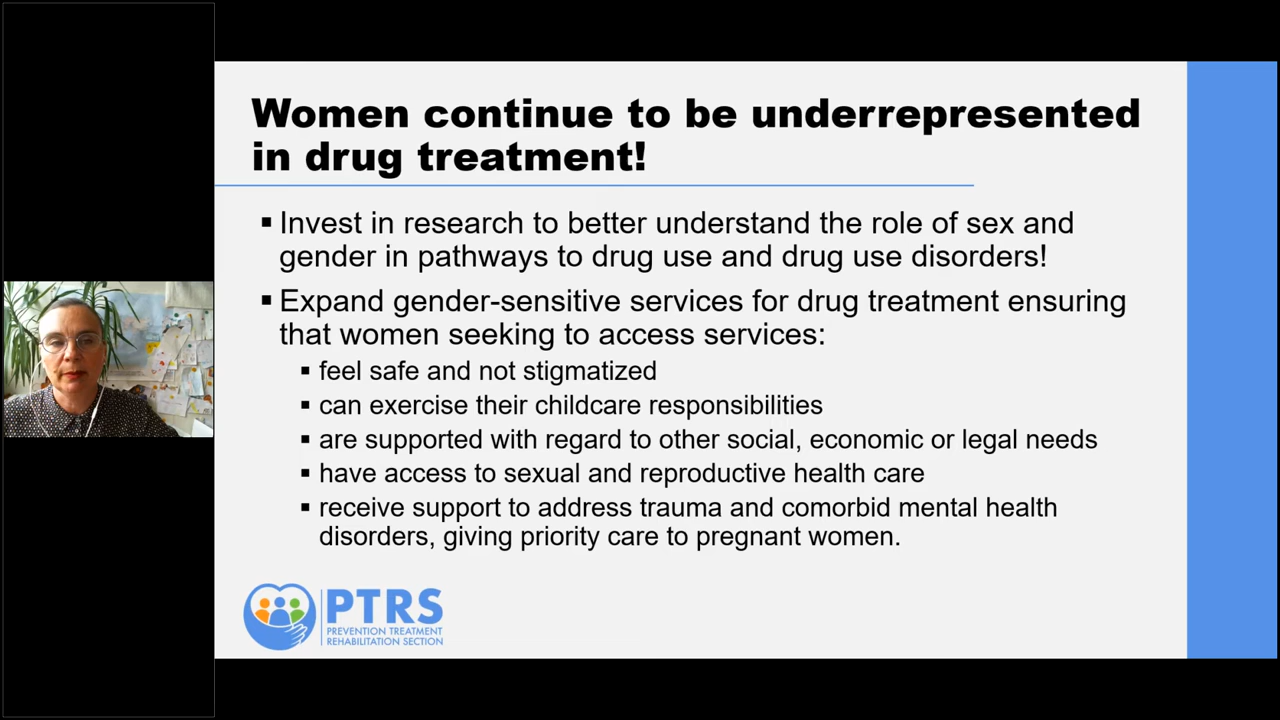 Women continue to be underrepresented
in drug treatment!
▪ Invest in research to better understand the role of sex and
gender in pathways to drug use and drug use disorders!
▪ Expand gender-sensitive services for drug treatment ensuring
that women seeking to access services:
▪ feel safe and not stigmatized
▪ can exercise their childcare responsibilities
▪ are supported with regard to other social, economic or legal needs
▪ have access to sexual and reproductive health care
▪ receive support to address trauma and comorbid mental health
disorders, giving priority care to pregnant women.
PTRS
PREVENTION TREATMENT
REHABILITATION SECTION